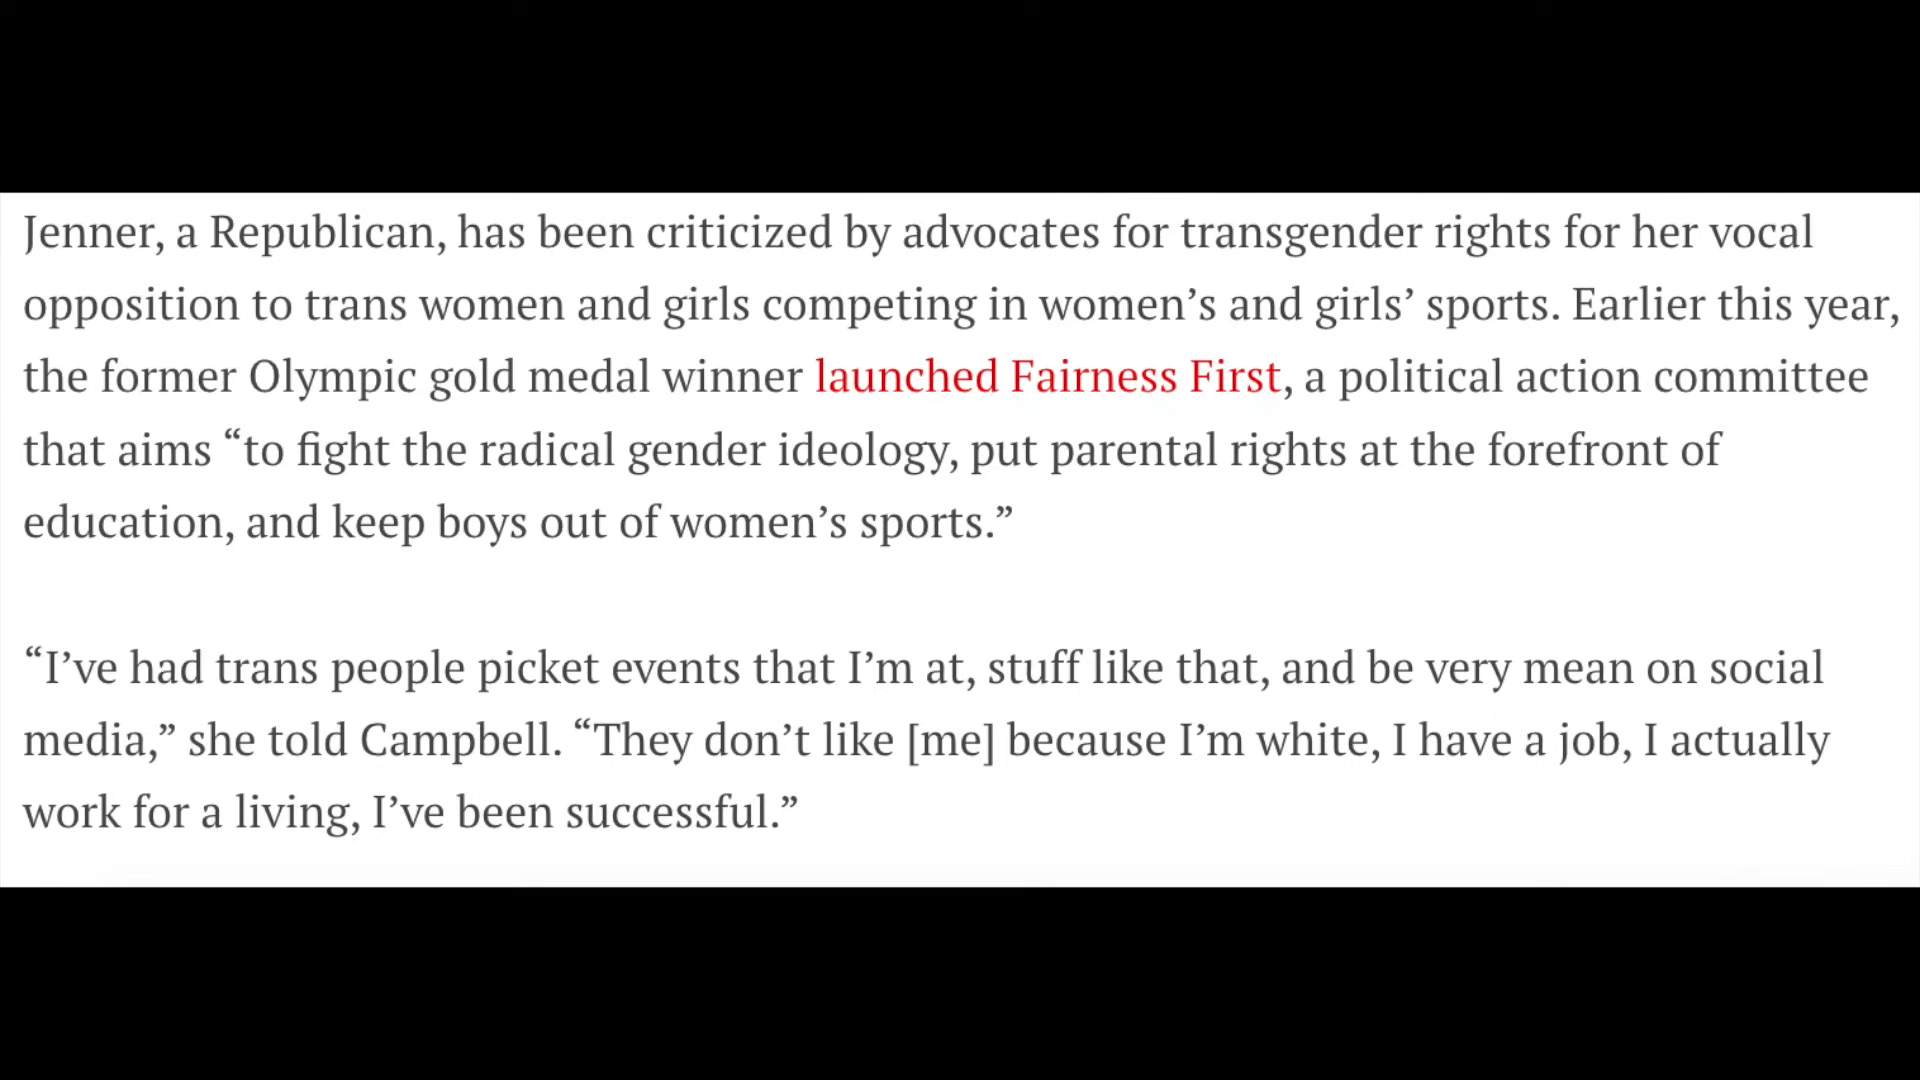 Jenner, a Republican, has been criticized by advocates for transgender rights for her vocal
opposition to trans women and girls competing in women’s and girls’ sports. Earlier this year,
the former Olympic gold medal winner launched Fairness First, a political action committee
that aims “to fight the radical gender ideology, put parental rights at the forefront of
education, and keep boys out of women’s sports.”
“I’ve had trans people picket events that I’m at, stuff like that, and be very mean on social
media,” she told Campbell. “They don’t like [me] because I’m white, I have a job, I actually
work for a living, I’ve been successful.”